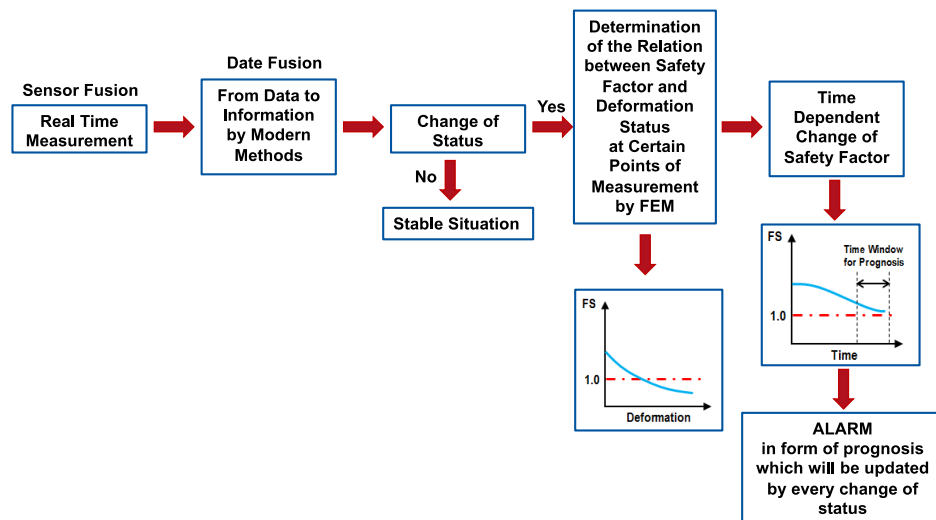 Sensor Fusion
Real Time
Measurement
Date Fusion
From Data to
Information
by Modern
Methods
Change of
Status
Yes
No
Stable Situation
Determination
of the Relation
between Safety
Factor and
Deformation
Status
at Certain
Points of
Measurement
by FEM
FS
1.0
Deformation
Time
Dependent
Change of
Safety Factor
FS
Time Window
for Prognosis
1.0
Time
ALARM
in form of prognosis
which will be updated
by every change of
status